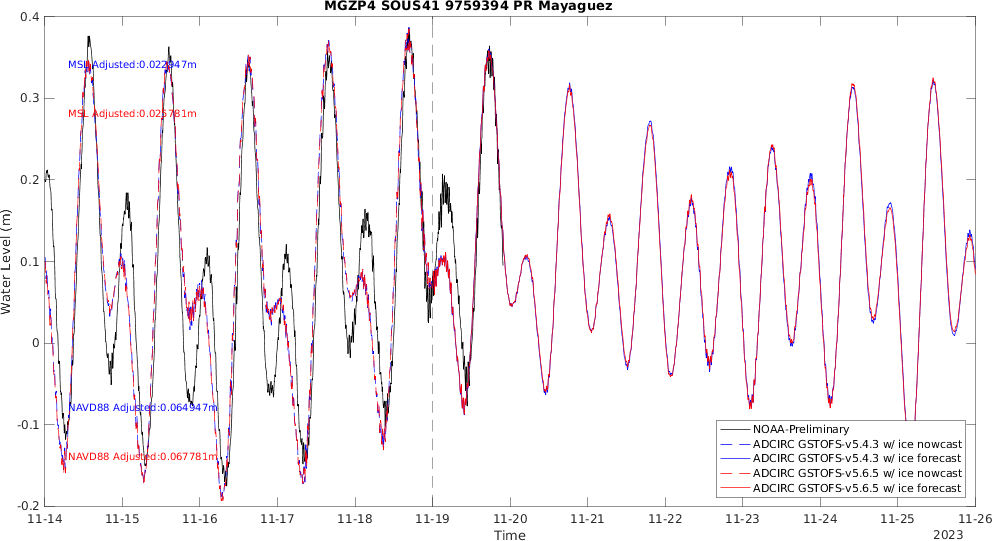 MGZP4 SOUS41 9759394 PR Mayaguez
0.4
0.3
0.2
0.1
0
-0.1
-0.2
Water Level (m)
MSL Adjusted:0.022947m
MSL Adjusted:0.025781m
NAVD88 Adjusted:0.064947m
NAVD88 Adjusted:0.067781m
NOAA-Preliminary
ADCIRC GSTOFS-v5.4.3 w/ ice nowcast
ADCIRC GSTOFS-v5.4.3 w/ ice forecast
ADCIRC GSTOFS-v5.6.5 w/ ice nowcast
ADCIRC GSTOFS-v5.6.5 w/ ice forecast
11-14 11-15 11-16 11-17 11-18 11-19 11-20 11-21 11-22 11-23 11-24 11-25 11-26
Time
2023